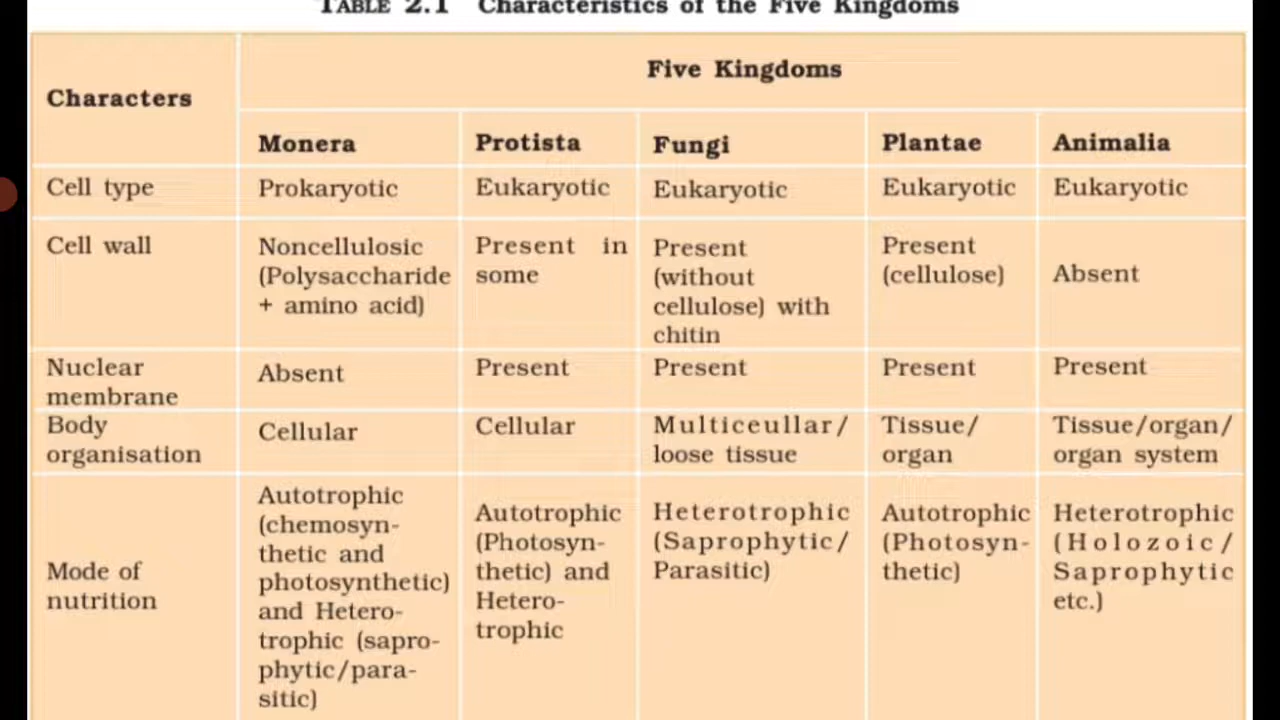 TABLE 2.1 Characteristics of the Five Kingdoms
Five Kingdoms
Characters
Monera
Protista
Fungi
Plantae
Animalia
Cell type
Prokaryotic
Eukaryotic
Eukaryotic
Eukaryotic
Eukaryotic
Cell wall
Noncellulosic
(Polysaccharide
+ amino acid)
Present in
some
Present
(without
cellulose) with
chitin
Present
(cellulose)
Absent
Nuclear
membrane
Absent
Present
Present
Present
Present
Body
organisation
Cellular
Cellular
Multiceullar/
loose tissue
Tissue/
organ
Tissue/organ/
organ system
Mode of
nutrition
Autotrophic
(chemosyn-
thetic and
photosynthetic)
and Hetero-
trophic (sapro-
phytic/para-
sitic)
Autotrophic
(Photosyn-
thetic) and
Hetero-
trophic
Heterotrophic
(Saprophytic/
Parasitic)
Autotrophic
(Photosyn-
thetic)
Heterotrophic
(Holozoic/
Saprophytic
etc.)